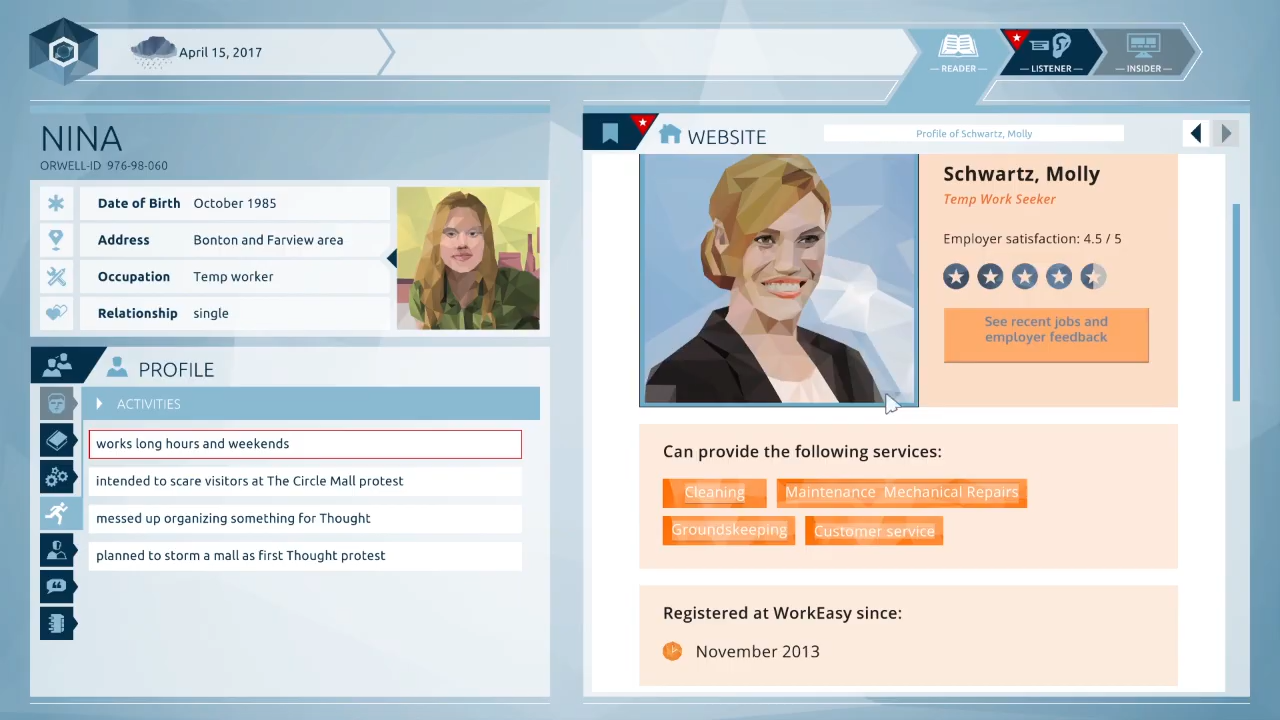 April 15, 2017
— READER —
— LISTENER —
— INSIDER —
NINA
ORWELL-ID 976-98-060
Date of Birth October 1985
Address Bonton and Farview area
Occupation Temp worker
Relationship single
PROFILE
ACTIVITIES
works long hours and weekends
intended to scare visitors at The Circle Mall protest
messed up organizing something for Thought
planned to storm a mall as first Thought protest
WEBSITE
Profile of Schwartz, Molly
Schwartz, Molly
Temp Work Seeker
Employer satisfaction: 4.5 / 5
See recent jobs and
employer feedback
Can provide the following services:
Cleaning Maintenance Mechanical Repairs
Groundskeeping Customer service
Registered at WorkEasy since:
November 2013